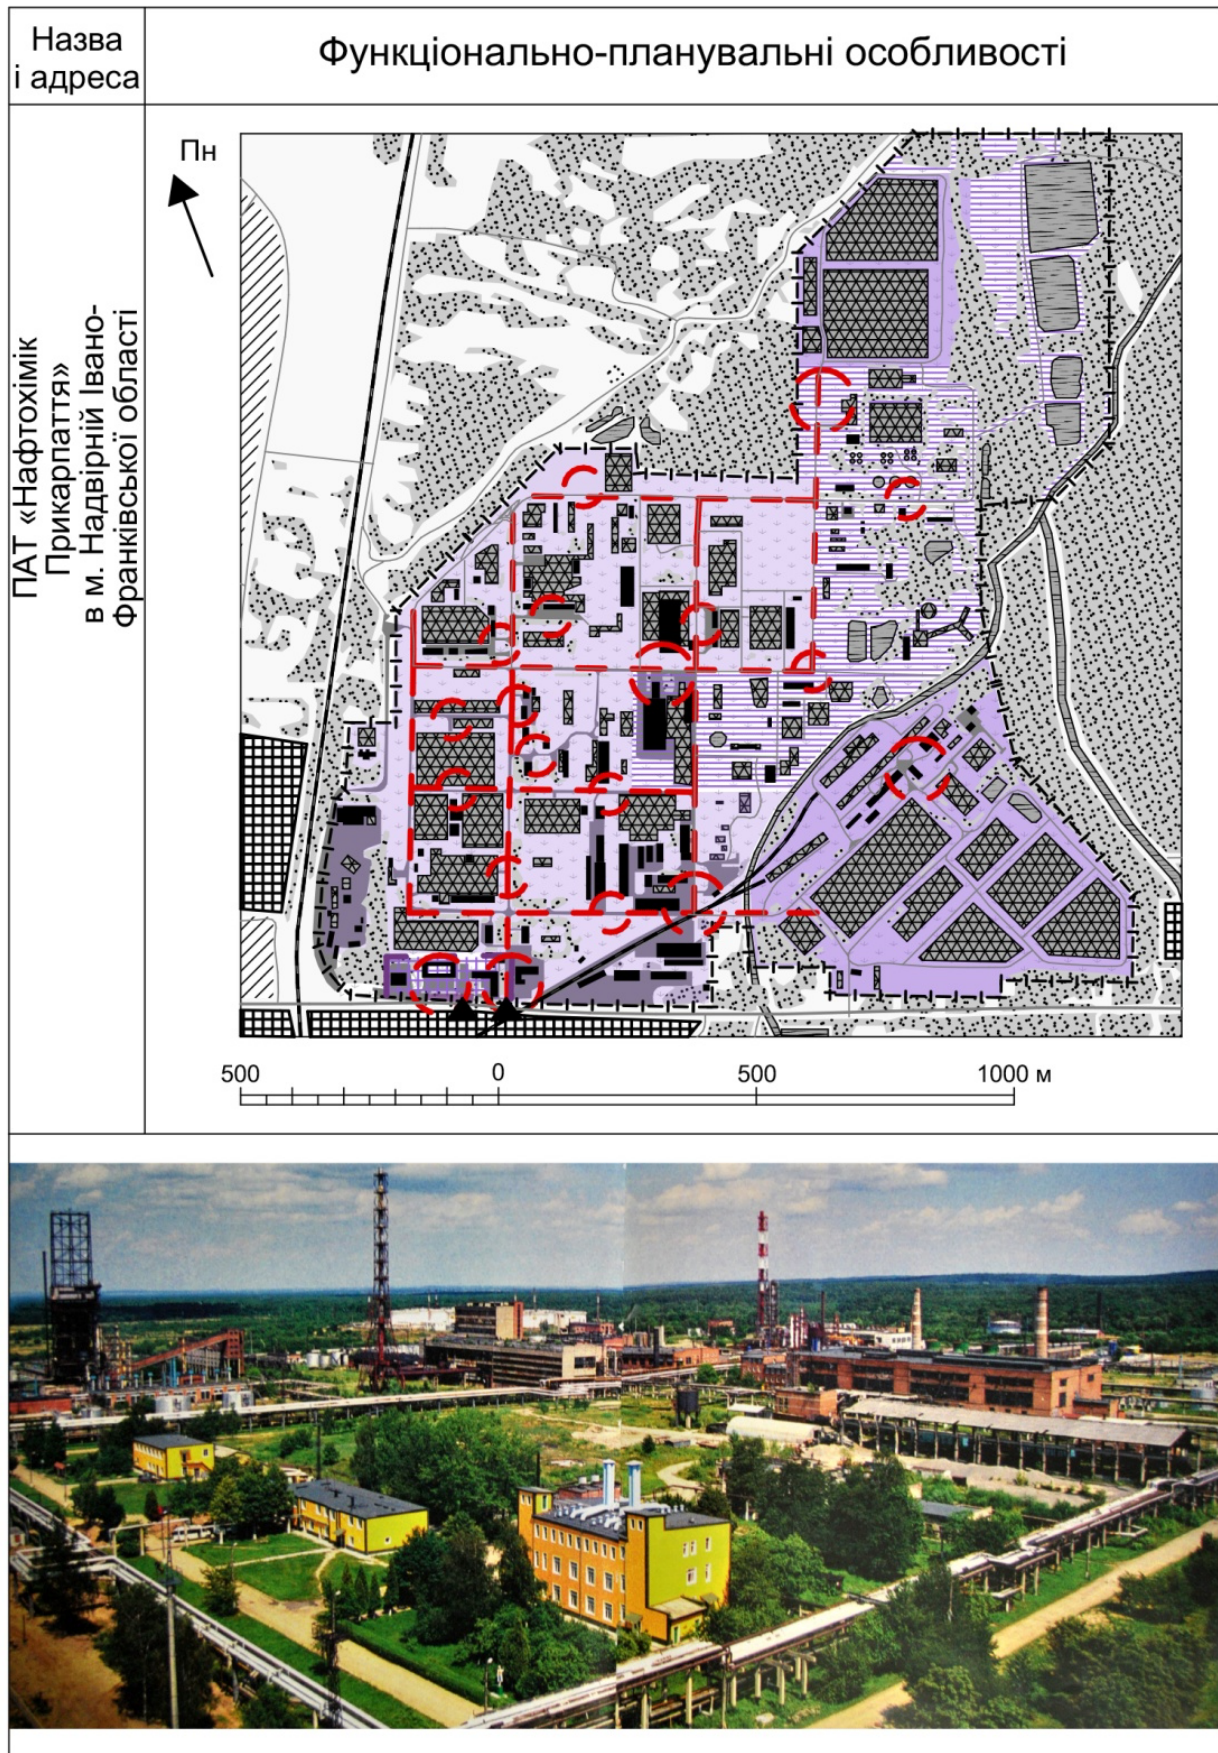 Назва
і адреса
Функціонально-планувальні особливості
ПАТ «Нафтохімік
Прикарпаття»
в м. Надвірній Івано-
Франківської області
Пн
500 0 500 1000 м